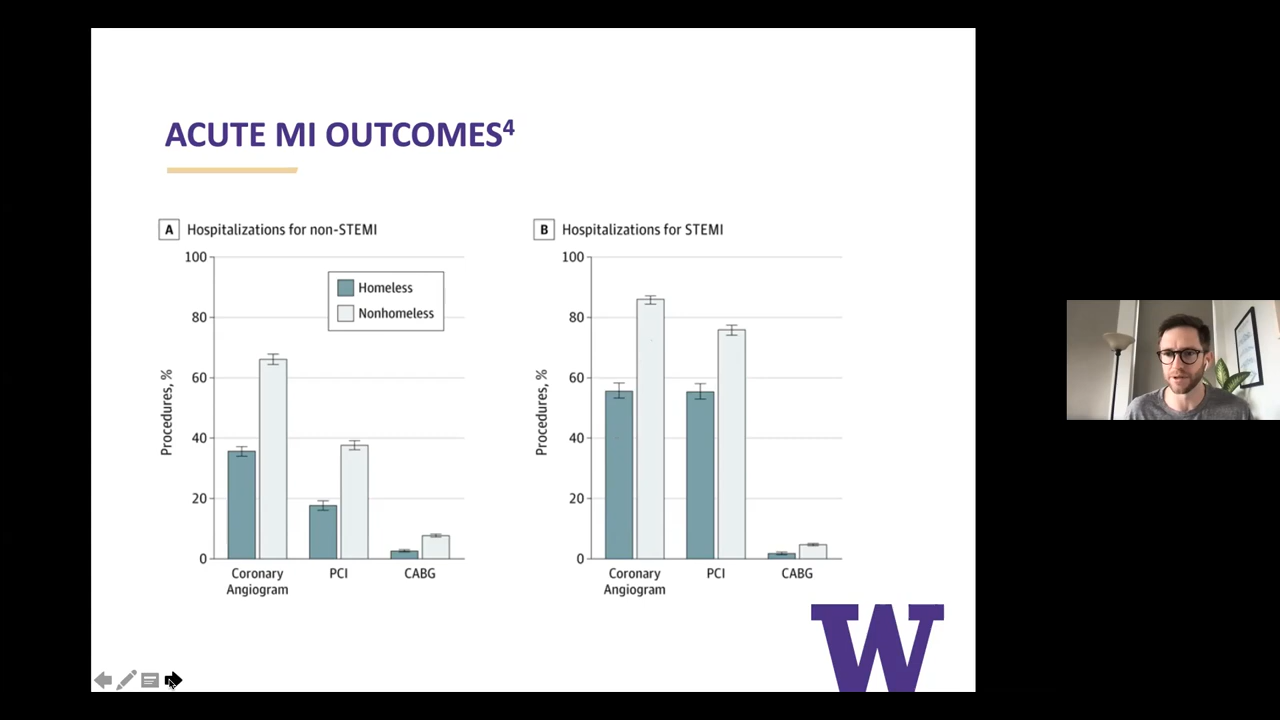 ACUTE MI OUTCOMES⁴
A Hospitalizations for non-STEMI
100
80
60
40
20
0
Procedures, %
Homeless
Nonhomeless
Coronary
Angiogram
PCI
CABG
B Hospitalizations for STEMI
100
80
60
40
20
0
Procedures, %
Coronary
Angiogram
PCI
CABG
W